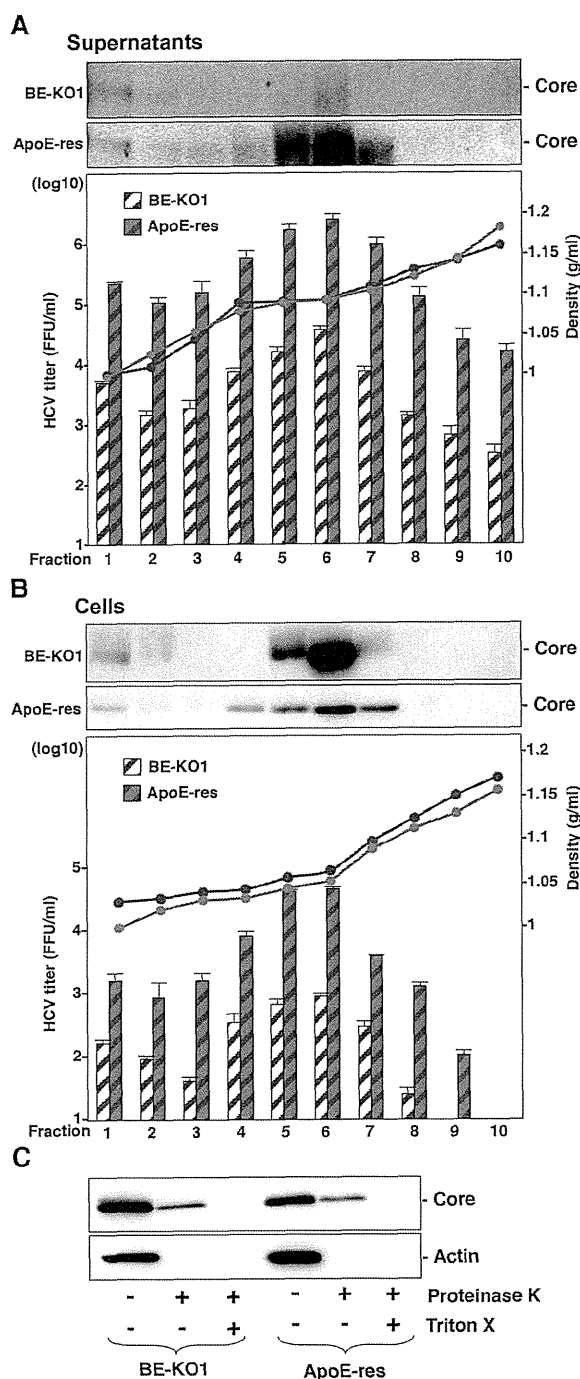 A
Supernatants
BE-KO1
- Core
ApoE-res
- Core
(log10)
BE-KO1
ApoE-res
6
5
4
3
2
1
HCV titer (FFU/ml)
1.2
1.15
1.1
1.05
1
Density (g/ml)
Fraction 1 2 3 4 5 6 7 8 9 10
B
Cells
BE-KO1
- Core
ApoE-res
- Core
(log10)
BE-KO1
ApoE-res
5
4
3
2
1
HCV titer (FFU/ml)
1.2
1.15
1.1
1.05
1
Density (g/ml)
Fraction 1 2 3 4 5 6 7 8 9 10
C
- Core
- Actin
- + + - + + Proteinase K
- - + - - + Triton X
BE-KO1 ApoE-res